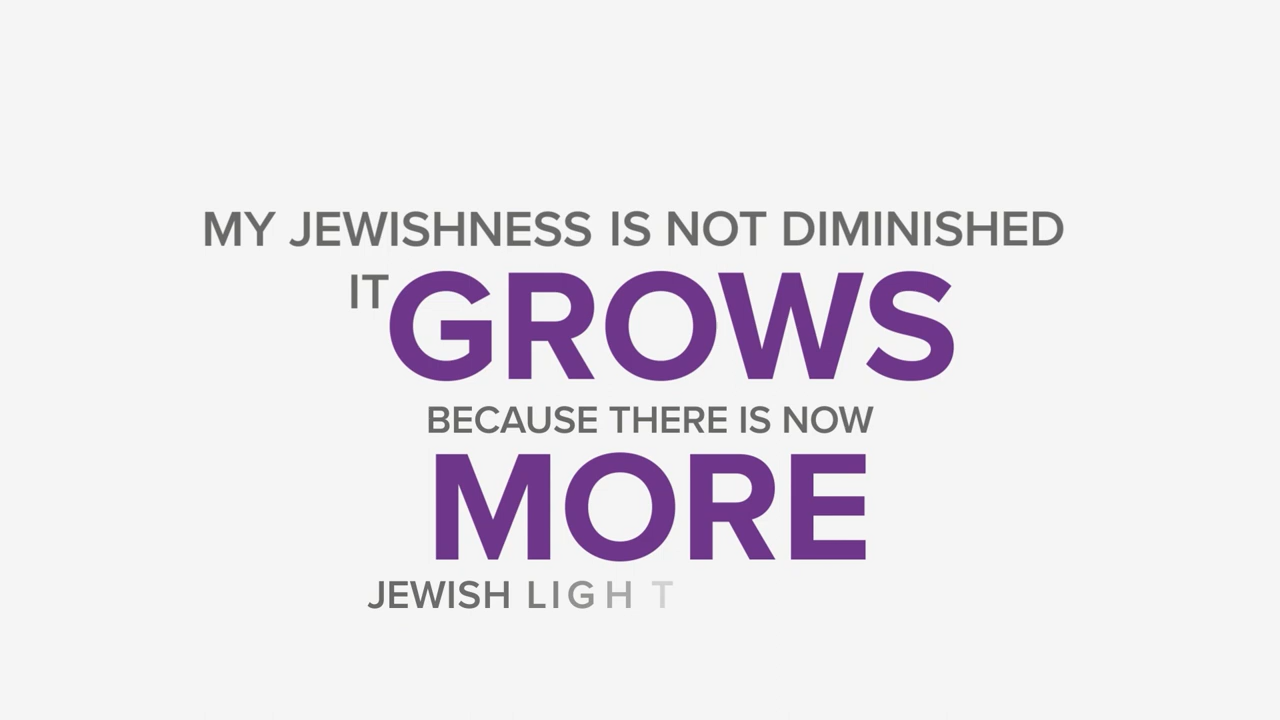 MY JEWISHNESS IS NOT DIMINISHED
IT GROWS
BECAUSE THERE IS NOW
MORE
JEWISH LIGHT